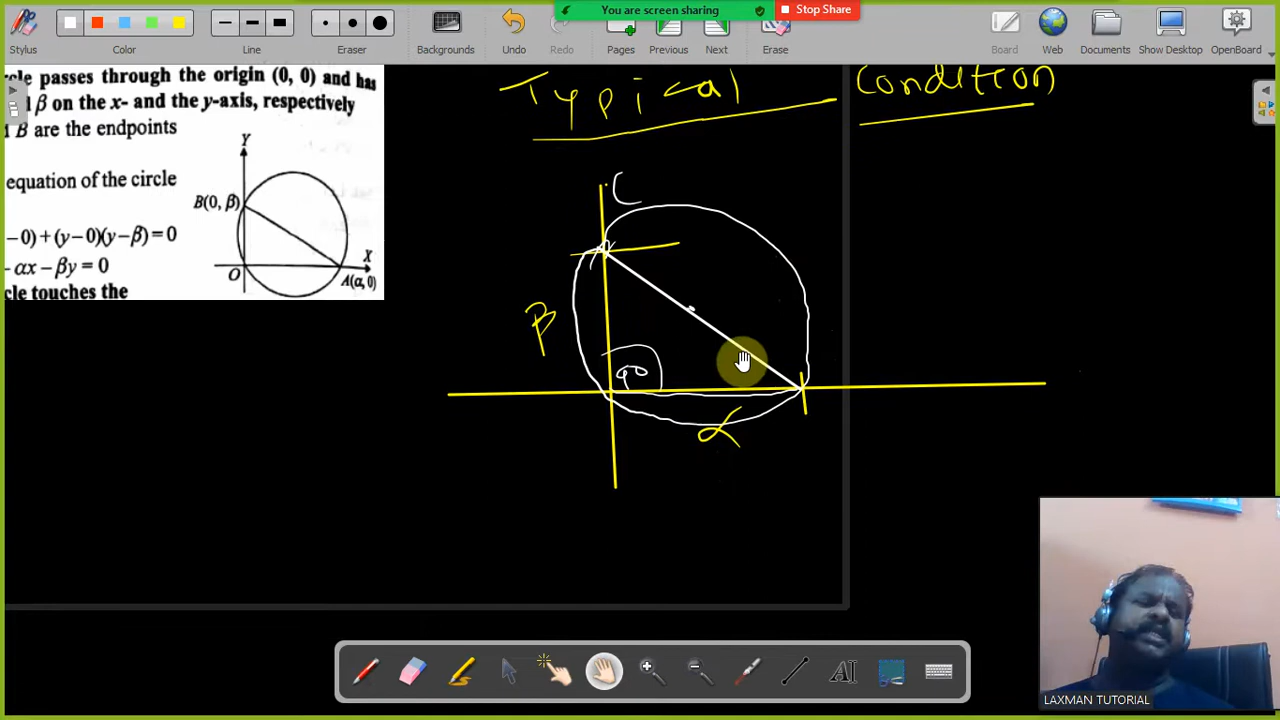 You are screen sharing
Stop Share
Stylus
Color
Line
Eraser
Backgrounds
Undo
Redo
Pages
Previous
Next
Erase
Board
Web
Documents
Show Desktop
OpenBoard
cle passes through the origin (0, 0) and has
β on the x- and the y-axis, respectively
B are the endpoints
equation of the circle
−0)+(y−0)(y−β)=0
- αx − βy = 0
cle touches the
Y
B(0, β)
X
O
A(α, 0)
Typical Condition
C
β
90
α
AI
LAXMAN TUTORIAL